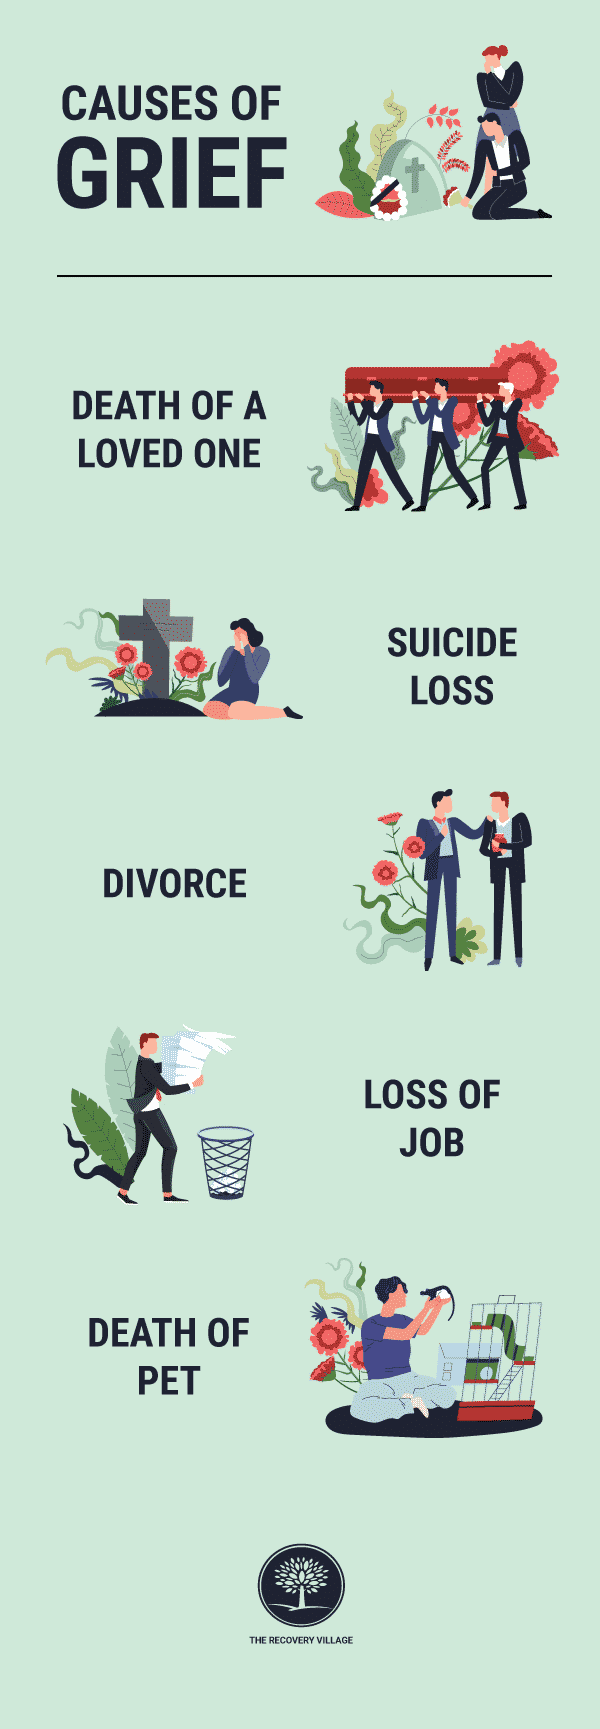 CAUSES OF
GRIEF
DEATH OF A
LOVED ONE
SUICIDE
LOSS
DIVORCE
LOSS OF
JOB
DEATH OF
PET
THE RECOVERY VILLAGE